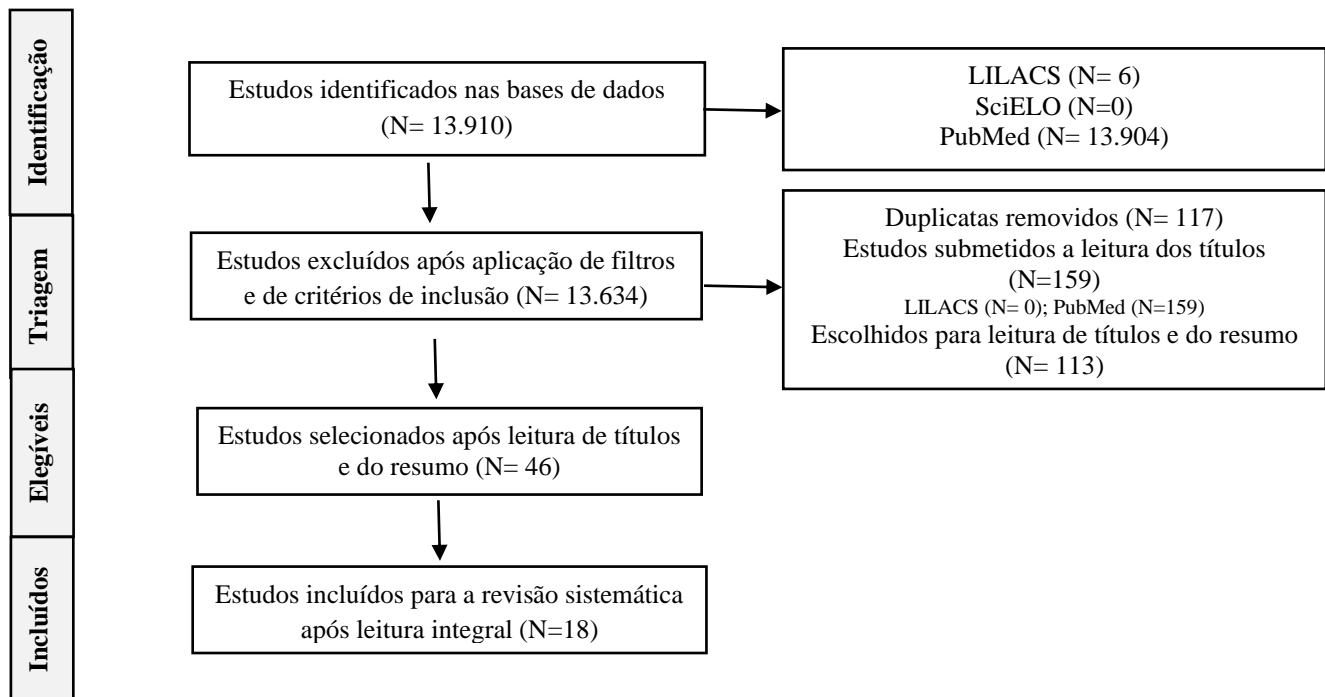 Identificação
Estudos identificados nas bases de dados
(N= 13.910)
LILACS (N= 6)
SciELO (N=0)
PubMed (N= 13.904)
Triagem
Estudos excluídos após aplicação de filtros
e de critérios de inclusão (N= 13.634)
Duplicatas removidos (N= 117)
Estudos submetidos a leitura dos títulos
(N=159)
LILACS (N= 0); PubMed (N=159)
Escolhidos para leitura de títulos e do resumo
(N= 113)
Elegíveis
Estudos selecionados após leitura de títulos
e do resumo (N= 46)
Incluídos
Estudos incluídos para a revisão sistemática
após leitura integral (N=18)